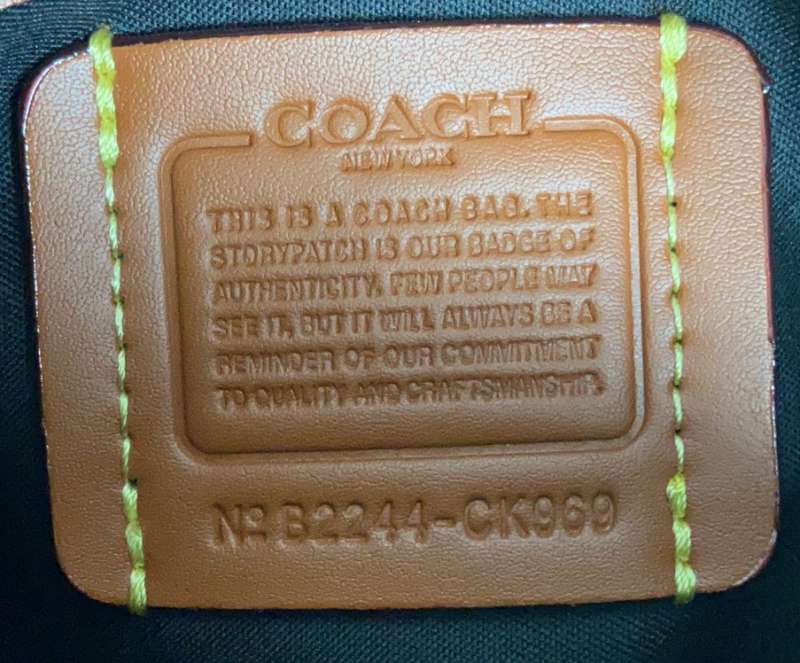 COACH
NEW YORK
THIS IS A COACH BAG. THE
STORYPATCH IS OUR BADGE OF
AUTHENTICITY. FEW PEOPLE MAY
SEE IT, BUT IT WILL ALWAYS BE A
REMINDER OF OUR COMMITMENT
TO QUALITY AND CRAFTSMANSHIP.
Nº B2244-CK969